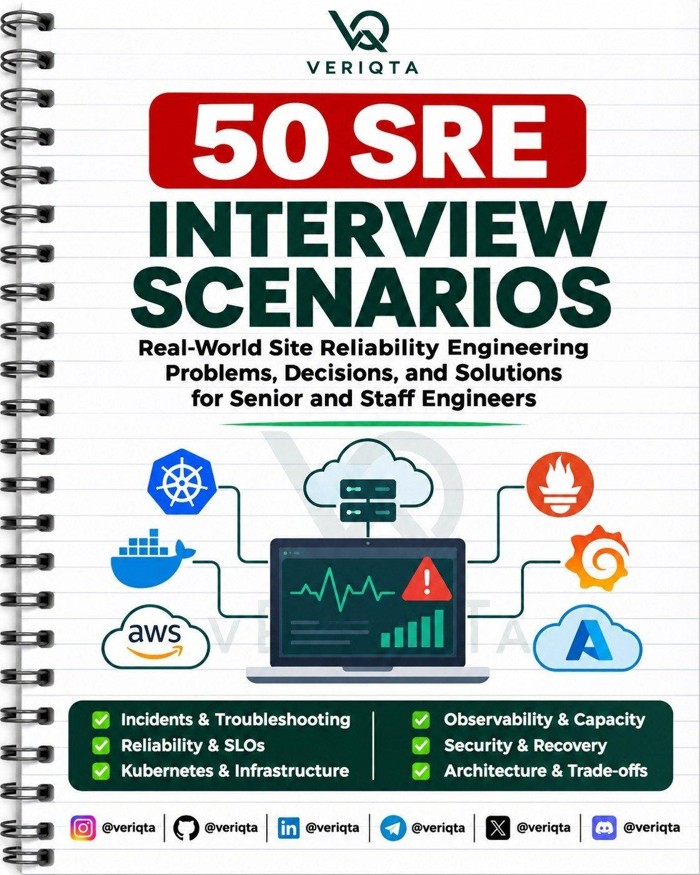 VERIQTA
50 SRE
INTERVIEW
SCENARIOS
Real-World Site Reliability Engineering
Problems, Decisions, and Solutions
for Senior and Staff Engineers
aws
VERIQTA
Incidents & Troubleshooting
Reliability & SLOs
Kubernetes & Infrastructure
Observability & Capacity
Security & Recovery
Architecture & Trade-offs
@veriqta
@veriqta
@veriqta
@veriqta
@veriqta
@veriqta